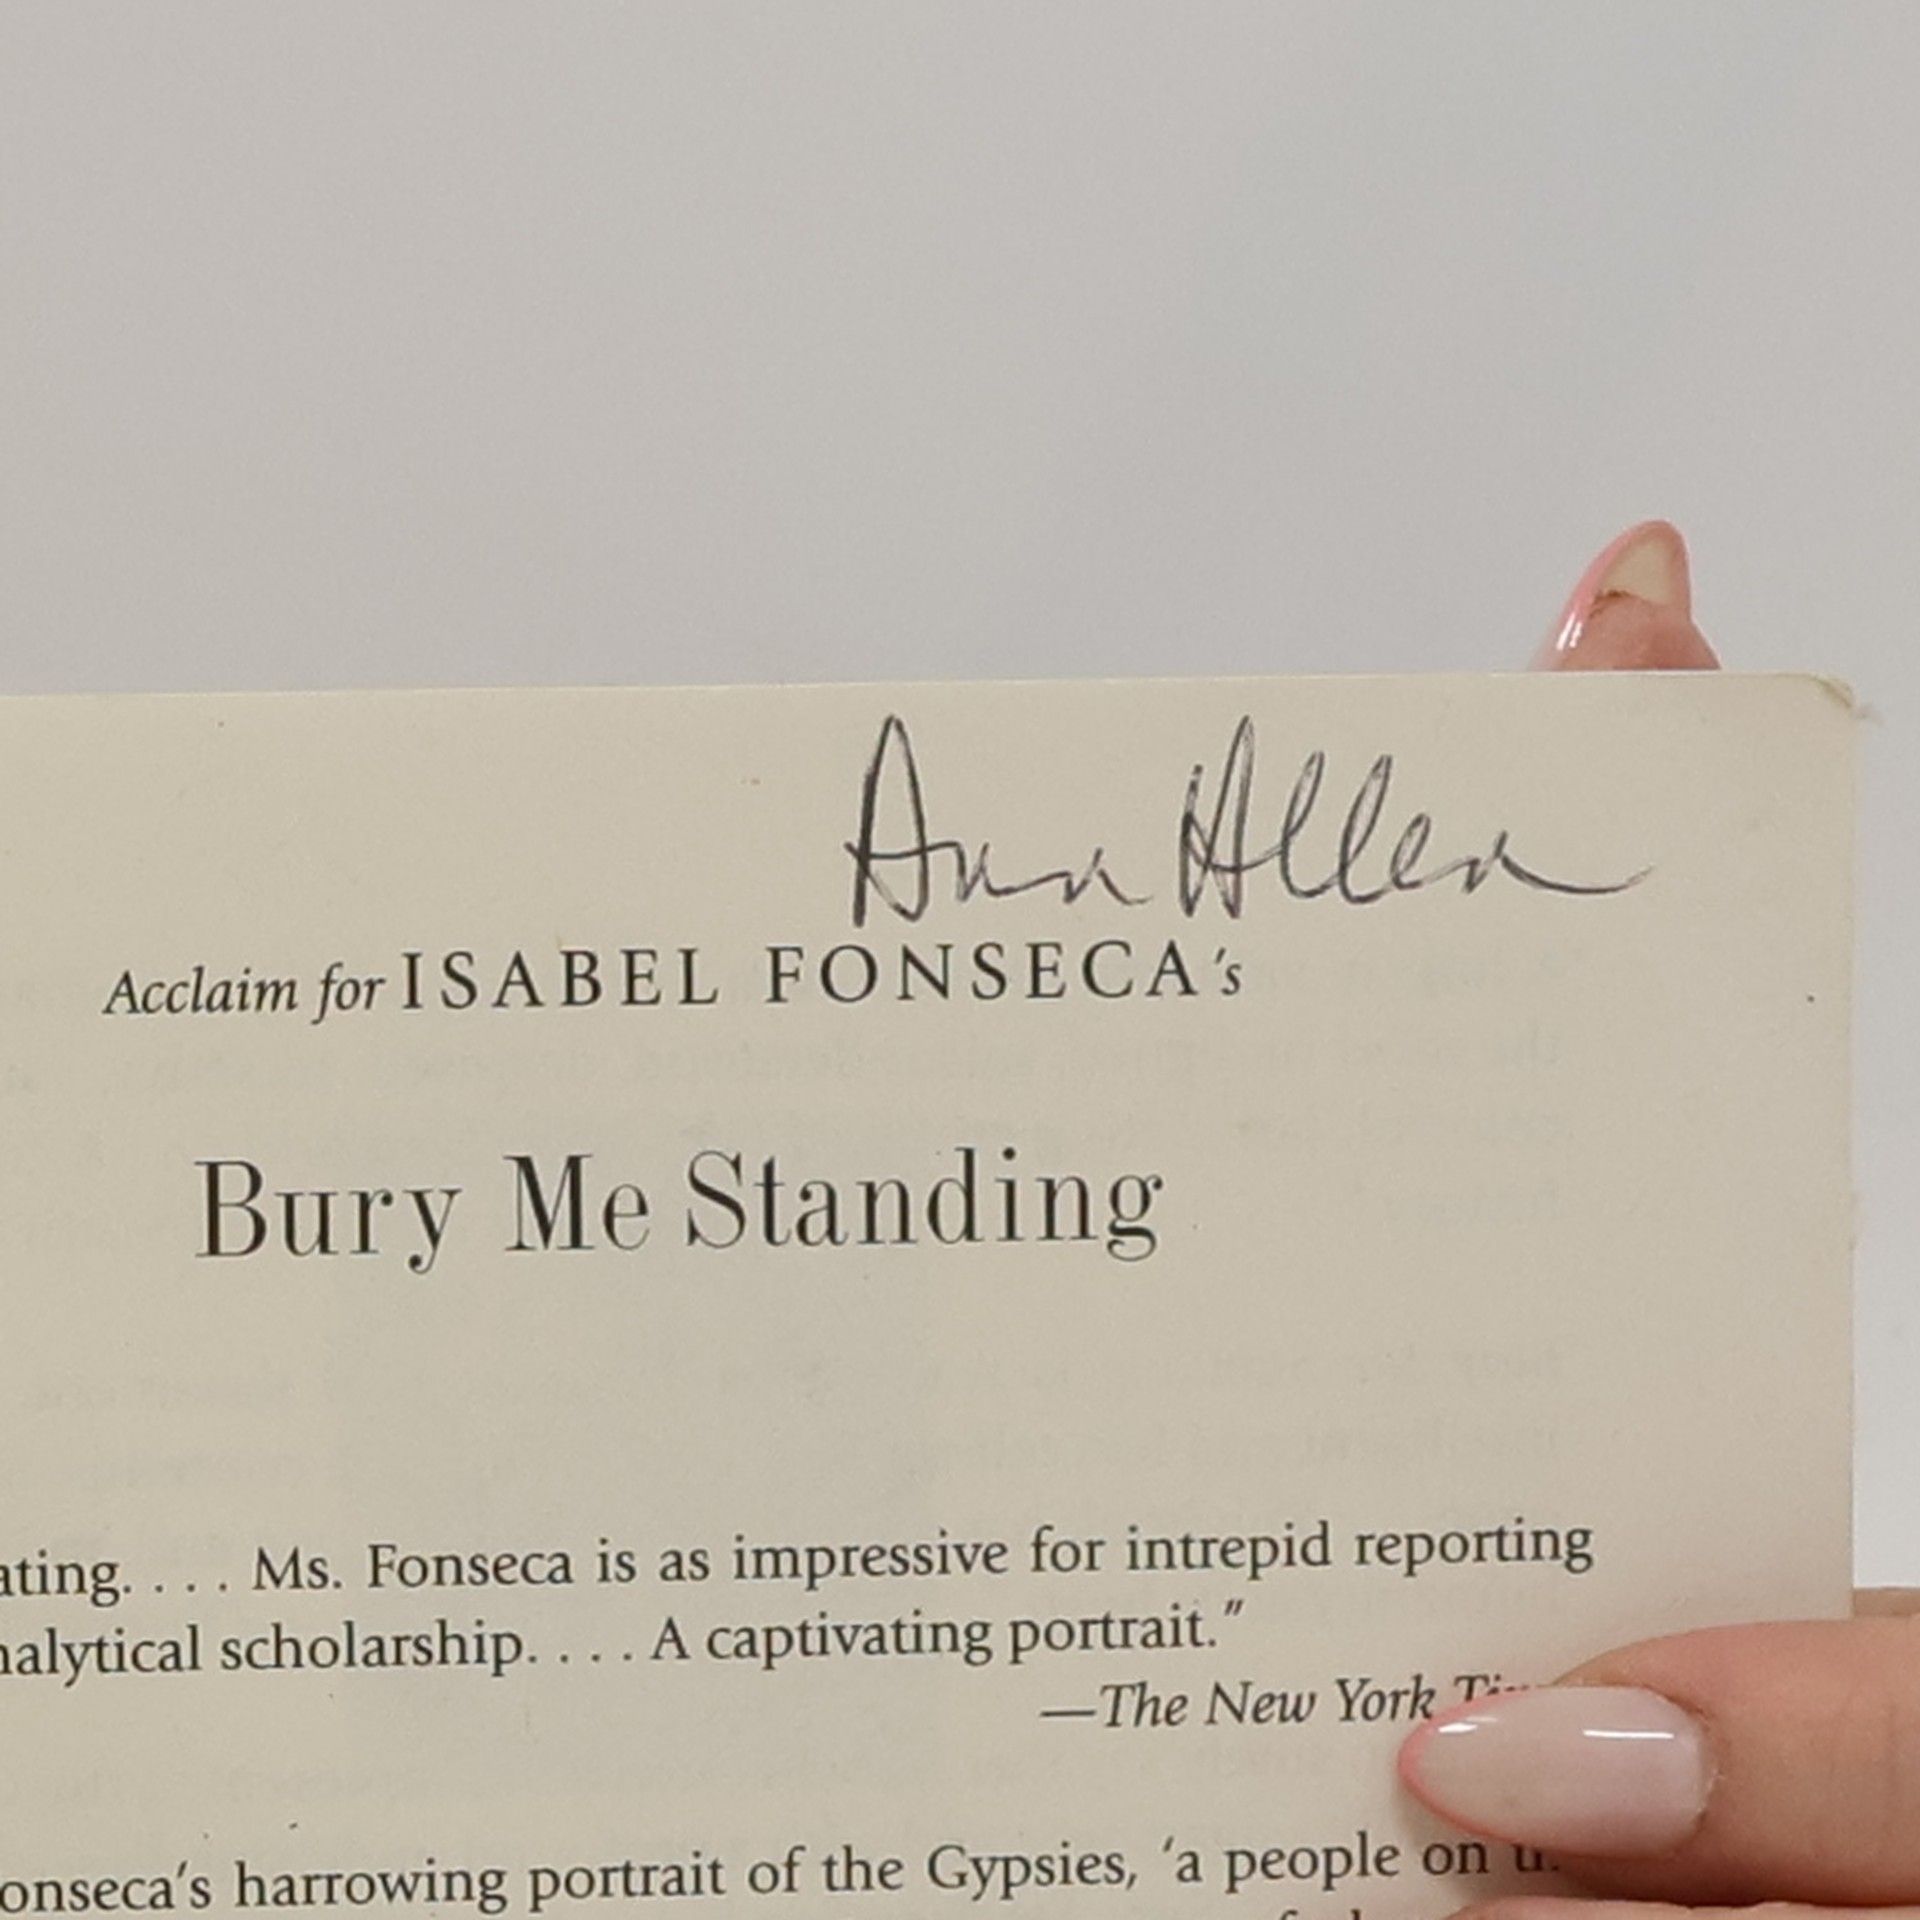 Ann Allen
Acclaim for ISABEL FONSECA's
Bury Me Standing
ating. . . . Ms. Fonseca is as impressive for intrepid reporting
nalytical scholarship. . . . A captivating portrait."
—The New York
onseca's harrowing portrait of the Gypsies, 'a people on